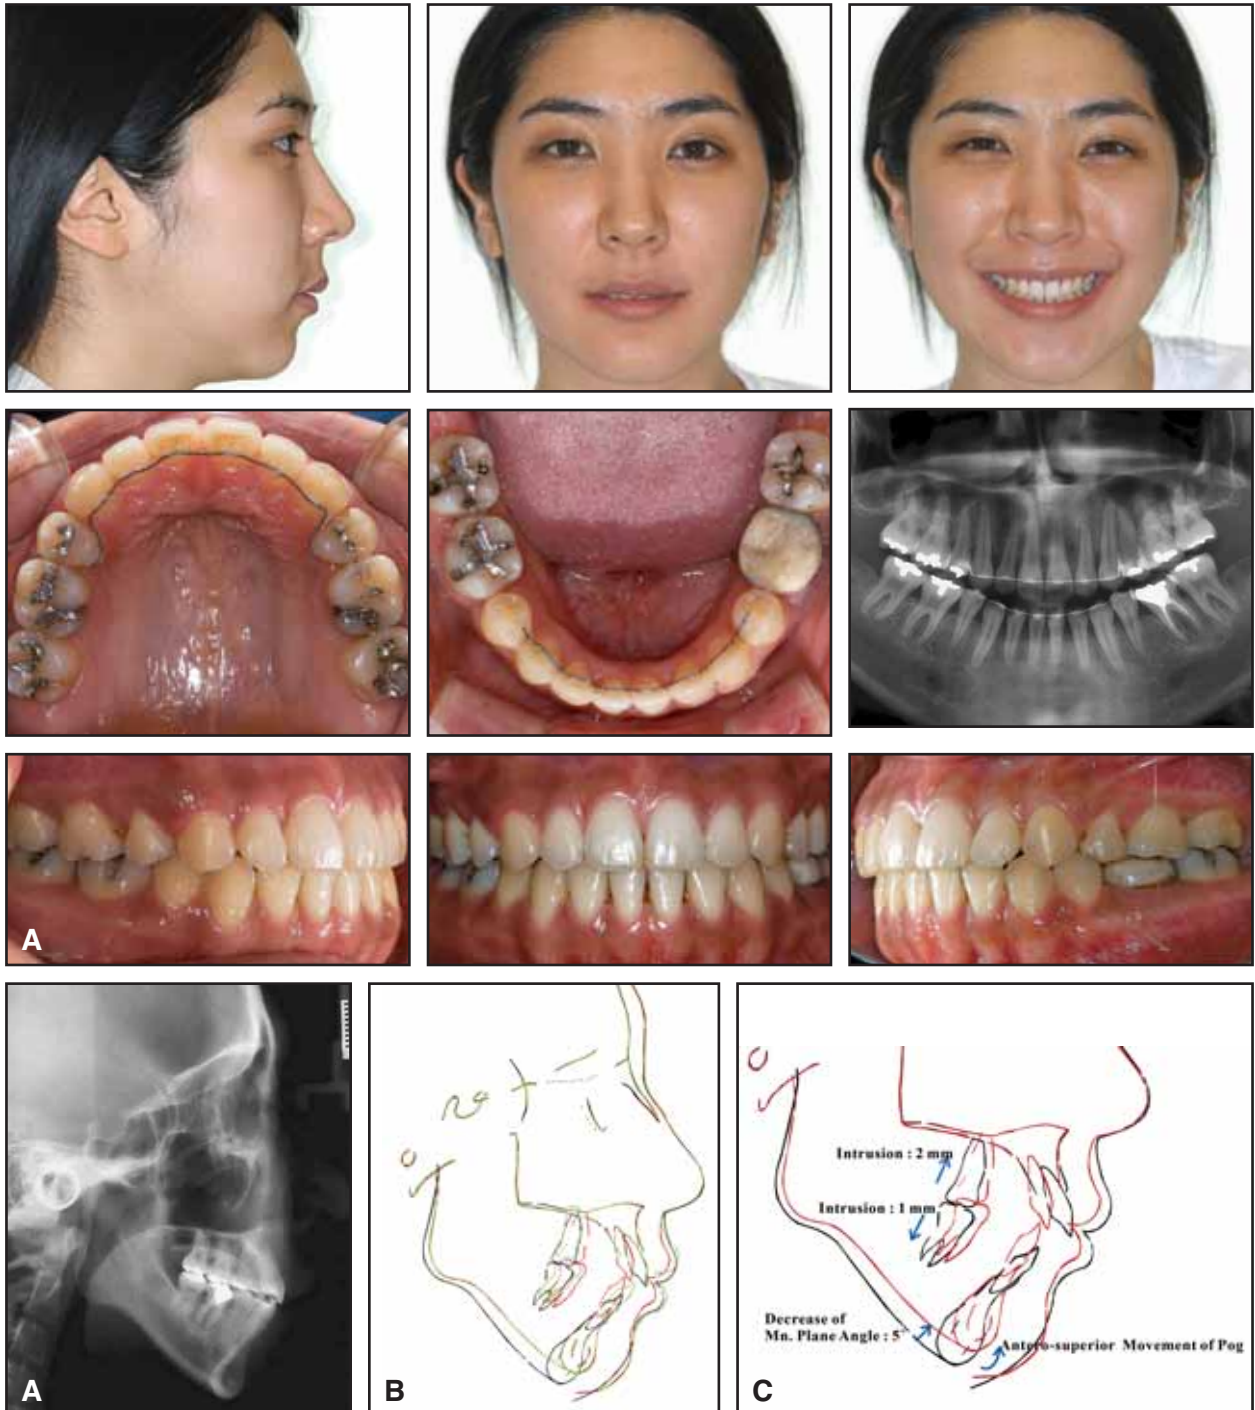 A
A
B
C
Intrusion : 2 mm
Intrusion : 1 mm
Decrease of
Mn. Plane Angle : 5°
Antero-superior Movement of Pog